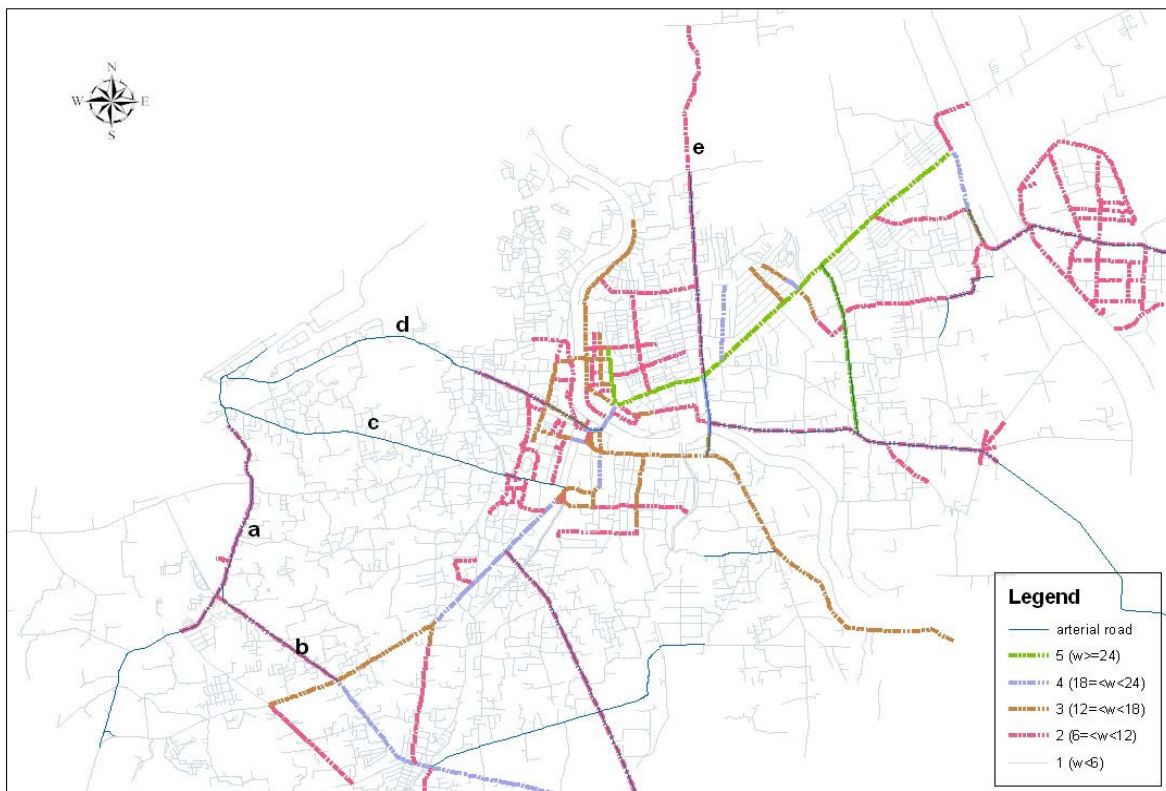 N
W E
S
e
d
c
a
b
Legend
arterial road
5 (w>=24)
4 (18=<w<24)
3 (12=<w<18)
2 (6=<w<12)
1 (w<6)